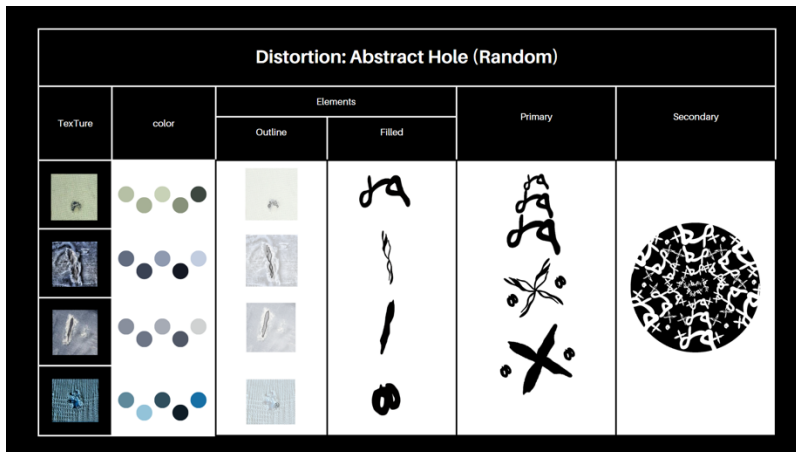 Distortion: Abstract Hole (Random)
TexTure
color
Elements
Outline
Filled
Primary
Secondary